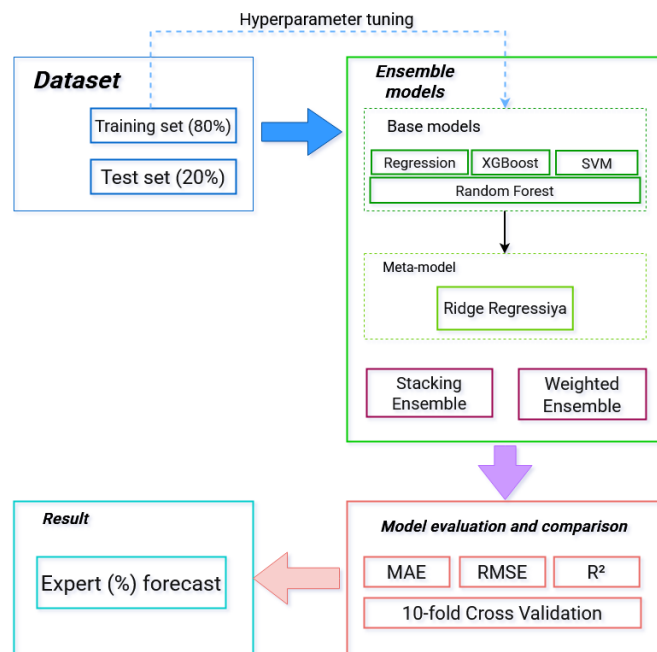 Hyperparameter tuning
Dataset
Training set (80%)
Test set (20%)
Ensemble
models
Base models
Regression
XGBoost
SVM
Random Forest
Meta-model
Ridge Regressiya
Stacking
Ensemble
Weighted
Ensemble
Result
Expert (%) forecast
Model evaluation and comparison
MAE
RMSE
R²
10-fold Cross Validation